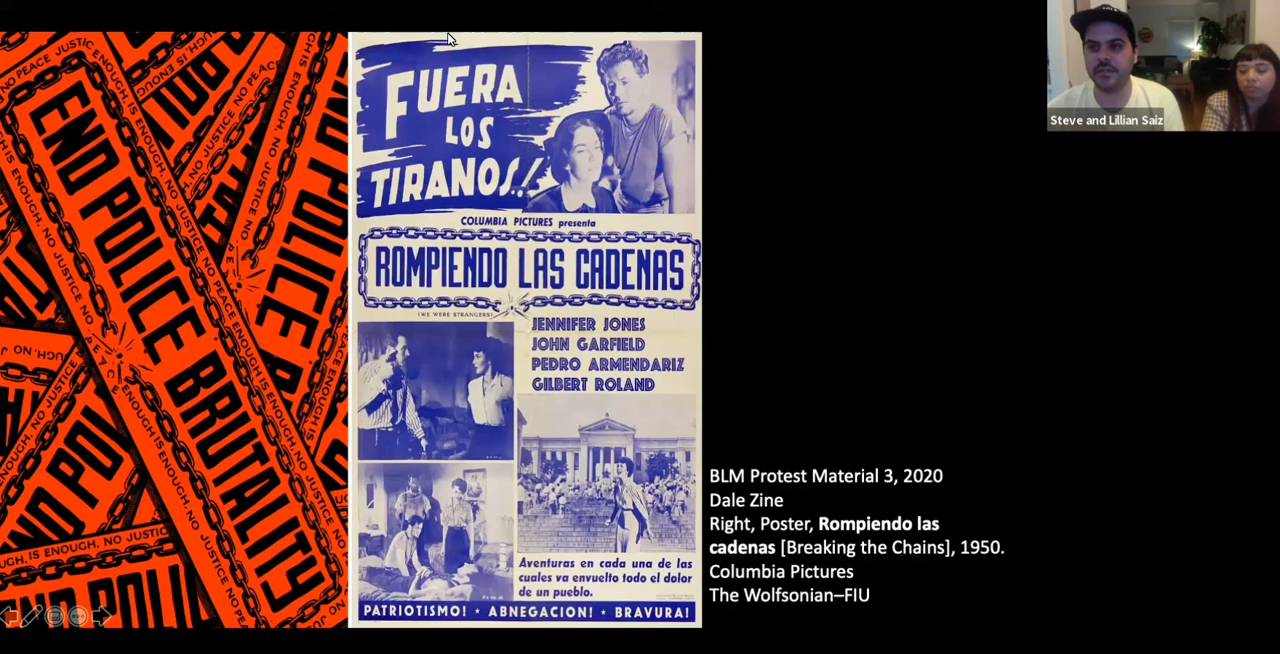 END POLICE BRUTALITY
NO JUSTICE NO PEACE ENOUGH IS ENOUGH.
END POLICE
FUERA
LOS
TIRANOS..!
COLUMBIA PICTURES presenta
ROMPIENDO LAS CADENAS
(WE WERE STRANGERS)
JENNIFER JONES
JOHN GARFIELD
PEDRO ARMENDARIZ
GILBERT ROLAND
Aventuras en cada una de las
cuales va envuelto todo el dolor
de un pueblo.
PATRIOTISMO! * ABNEGACION! * BRAVURA!
BLM Protest Material 3, 2020
Dale Zine
Right, Poster, Rompiendo las
cadenas [Breaking the Chains], 1950.
Columbia Pictures
The Wolfsonian–FIU
Steve and Lillian Saiz